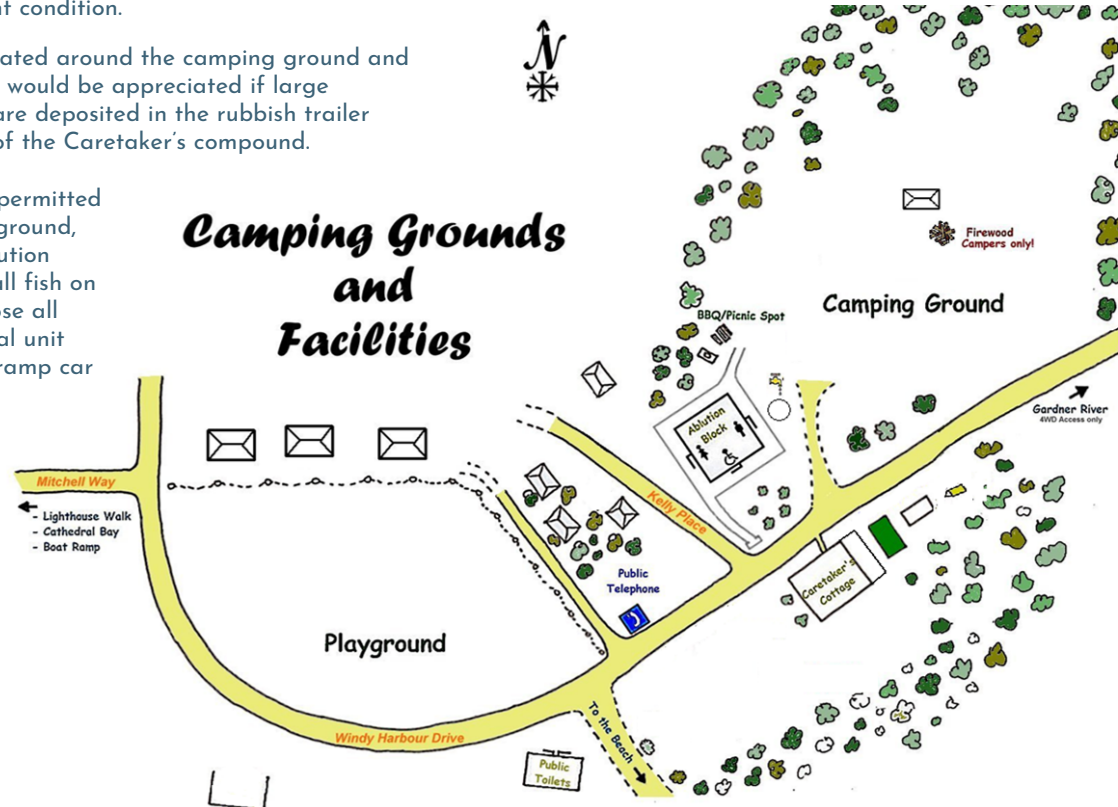 nt condition.
ated around the camping ground and
would be appreciated if large
are deposited in the rubbish trailer
of the Caretaker's compound.
permitted
ground,
ution
all fish on
ose all
al unit
ramp car
N
Camping Grounds
and
Facilities
Firewood
Campers only!
Camping Ground
BBQ/Picnic Spot
Ablution
Block
Gardner River
4WD Access only
Mitchell Way
- Lighthouse Walk
- Cathedral Bay
- Boat Ramp
Kelly Place
Public
Telephone
Caretaker's
Cottage
Playground
Windy Harbour Drive
To the Beach
Public
Toilets